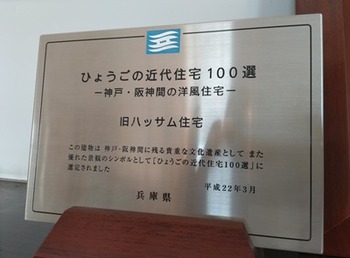 ひょうごの近代住宅100選
―神戸・阪神間の洋風住宅―
旧ハッサム住宅
この建物は 神戸・阪神間に残る貴重な文化遺産として また
優れた景観のシンボルとして「ひょうごの近代住宅100選」に
選定されました
平成22年3月
兵庫県